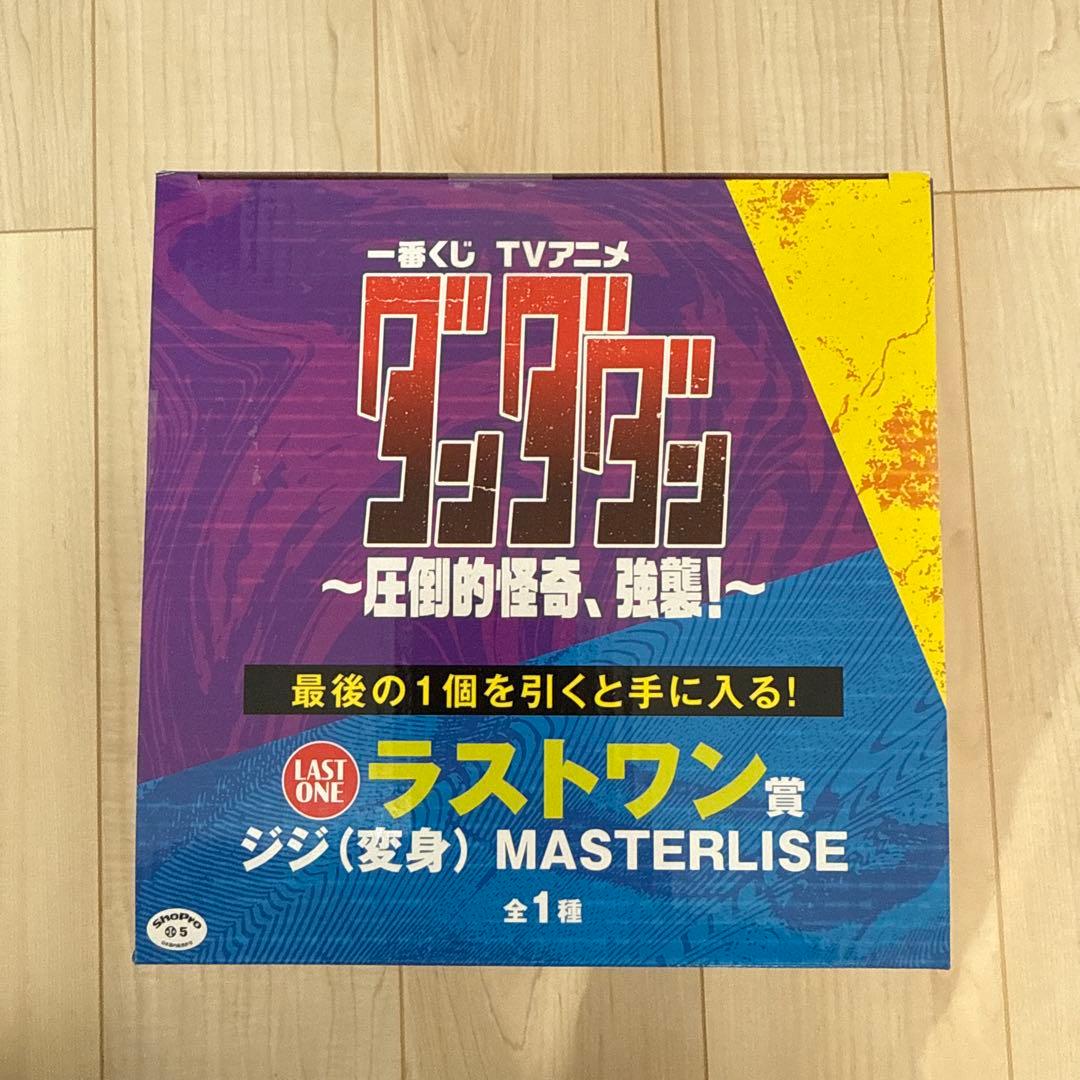 一番くじ TVアニメ
ダンダダン
～圧倒的怪奇、強襲!～
最後の1個を引くと手に入る!
LAST
ONE
ラストワン賞
ジジ(変身) MASTERLISE
全1種
ShoPro
5